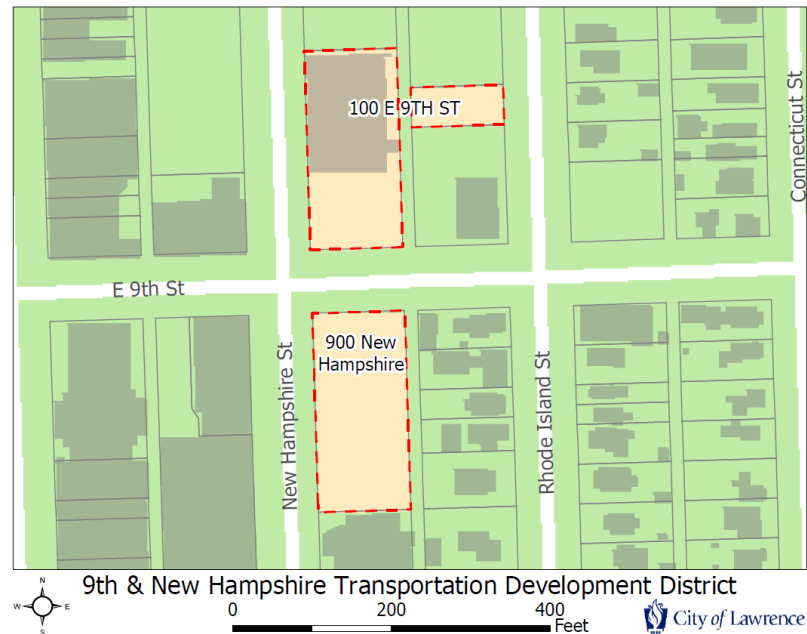 100 E 9TH ST
Connecticut St
E 9th St
900 New
Hampshire
New Hampshire St
Rhode Island St
9th & New Hampshire Transportation Development District
N
W E
S
0 200 400
Feet
City of Lawrence